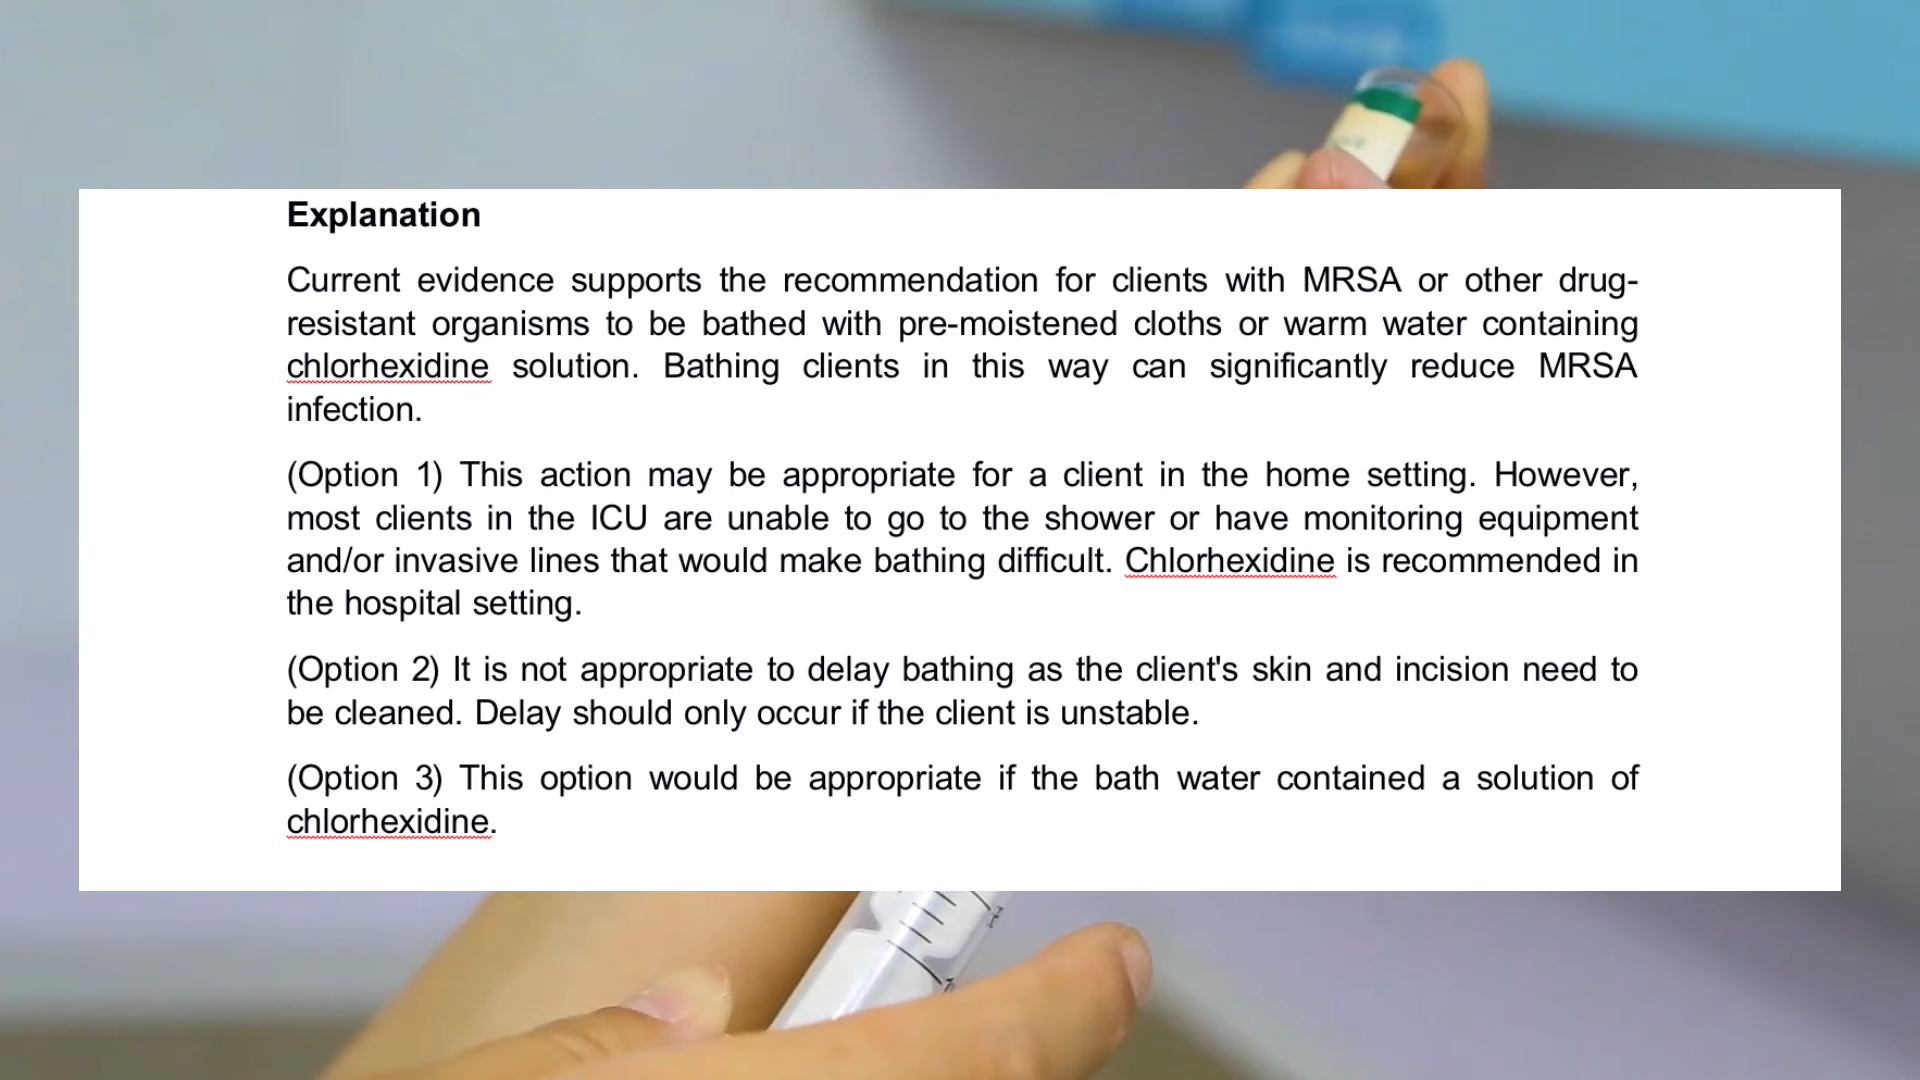 Explanation
Current evidence supports the recommendation for clients with MRSA or other drug-
resistant organisms to be bathed with pre-moistened cloths or warm water containing
chlorhexidine solution. Bathing clients in this way can significantly reduce MRSA
infection.
(Option 1) This action may be appropriate for a client in the home setting. However,
most clients in the ICU are unable to go to the shower or have monitoring equipment
and/or invasive lines that would make bathing difficult. Chlorhexidine is recommended in
the hospital setting.
(Option 2) It is not appropriate to delay bathing as the client's skin and incision need to
be cleaned. Delay should only occur if the client is unstable.
(Option 3) This option would be appropriate if the bath water contained a solution of
chlorhexidine.